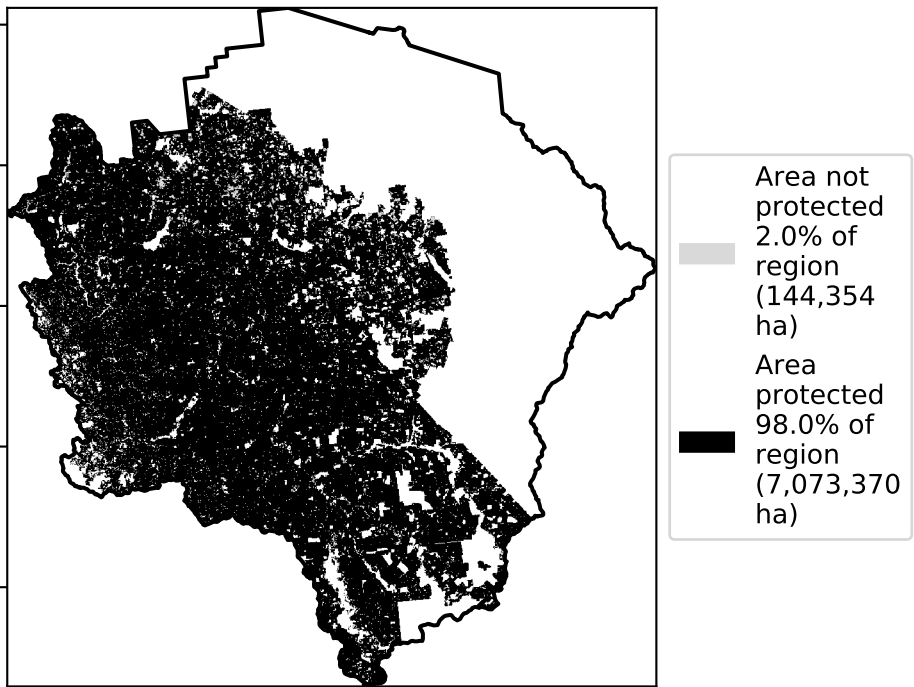 Area not
protected
2.0% of
region
(144,354
ha)
Area
protected
98.0% of
region
(7,073,370
ha)